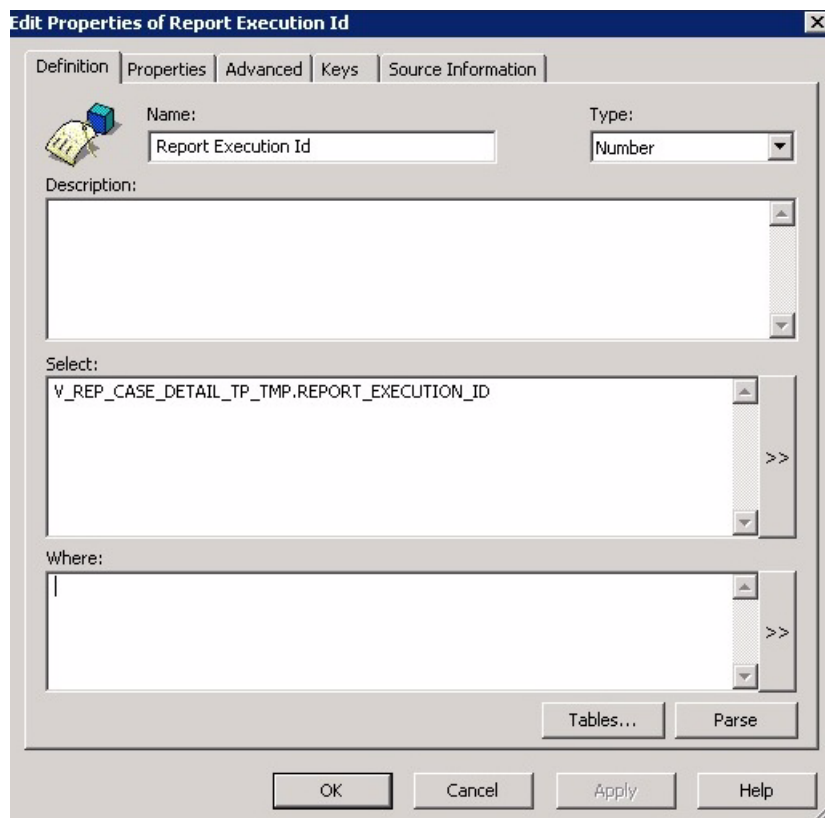 Edit Properties of Report Execution Id
Definition Properties Advanced Keys Source Information
Name: Type:
Report Execution Id Number
Description:
Select:
V_REP_CASE_DETAIL_TP_TMP.REPORT_EXECUTION_ID
>>
Where:
>>
Tables... Parse
OK Cancel Apply Help